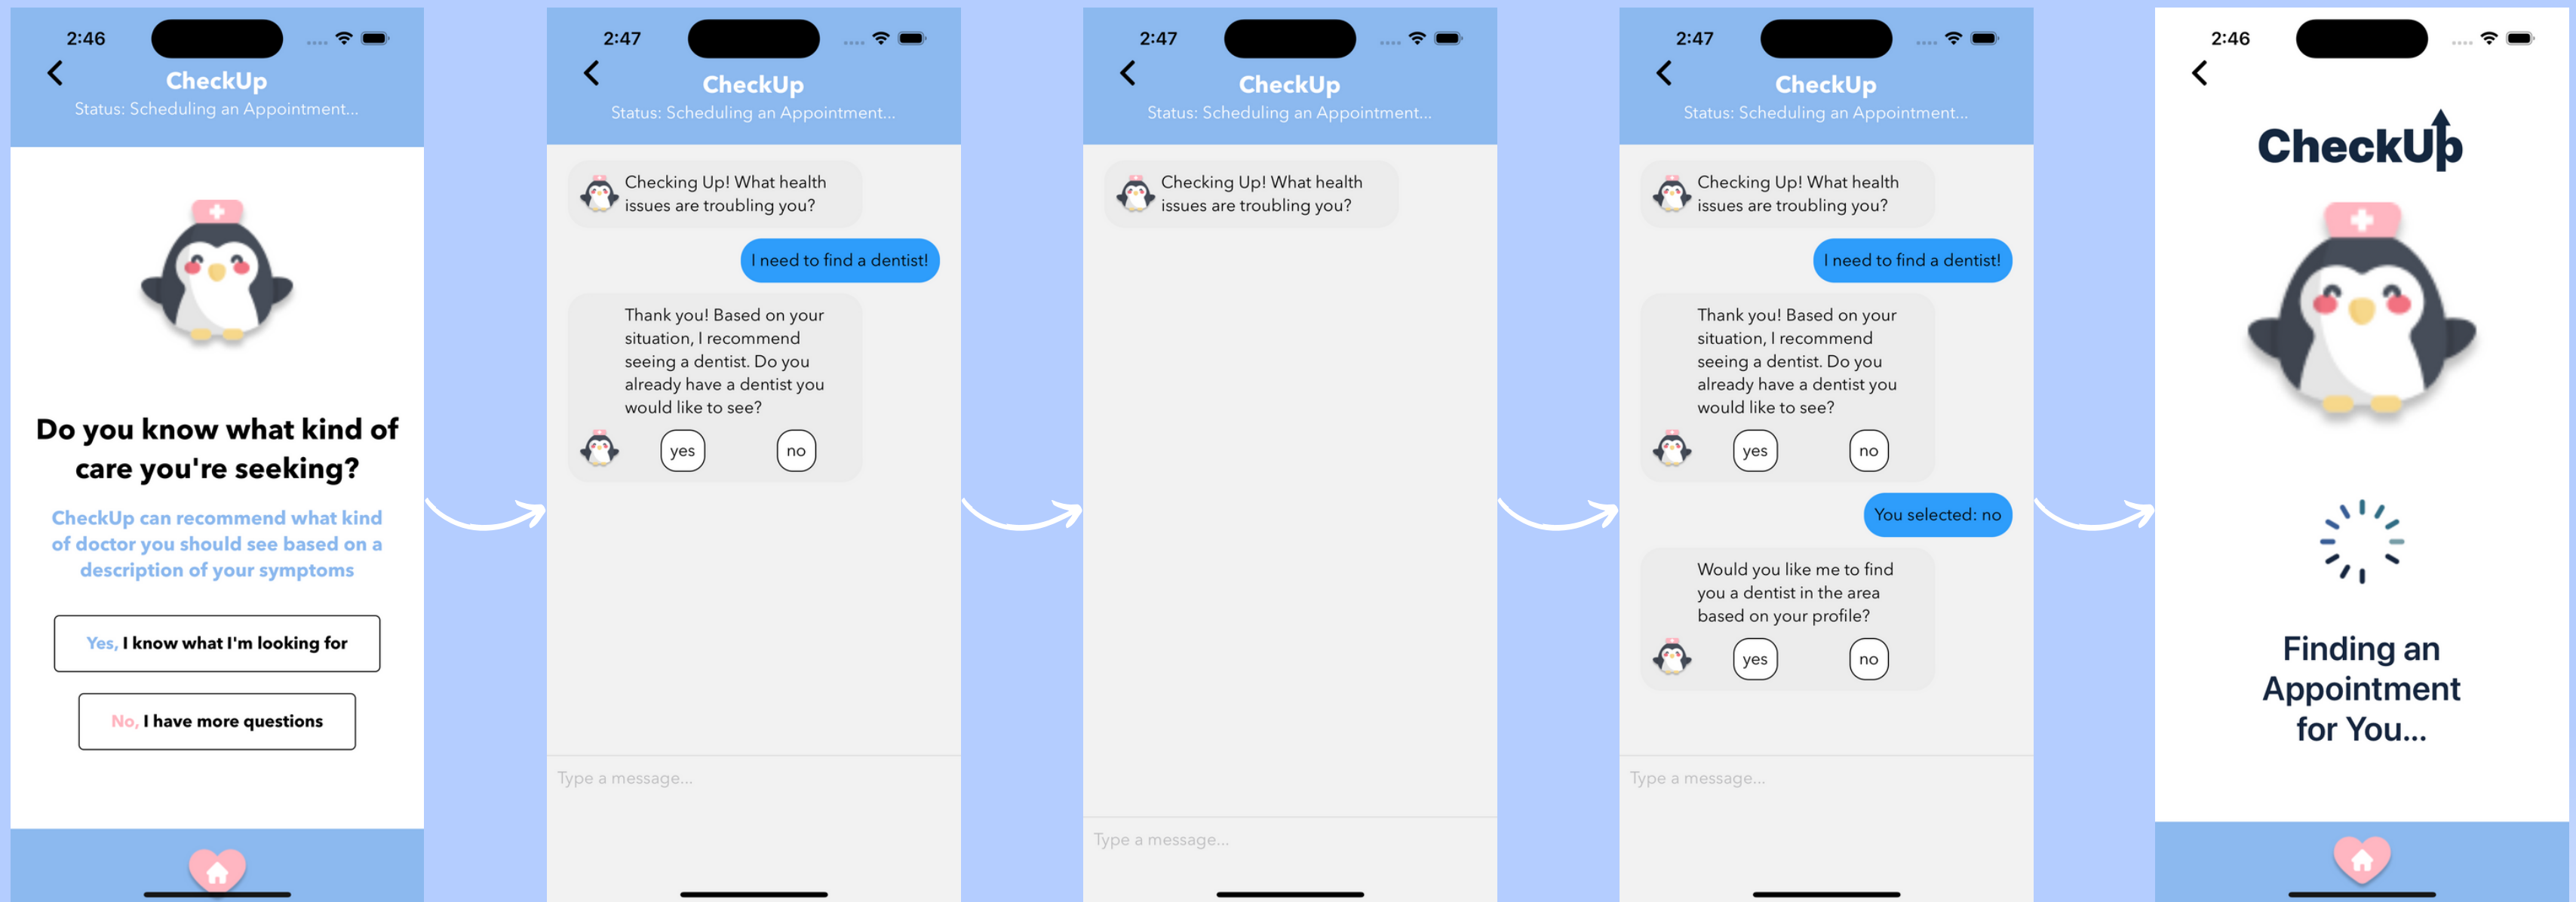 2:46
CheckUp
Status: Scheduling an Appointment...
Do you know what kind of
care you're seeking?
CheckUp can recommend what kind
of doctor you should see based on a
description of your symptoms
Yes, I know what I'm looking for
No, I have more questions
2:47
CheckUp
Status: Scheduling an Appointment...
Checking Up! What health
issues are troubling you?
I need to find a dentist!
Thank you! Based on your
situation, I recommend
seeing a dentist. Do you
already have a dentist you
would like to see?
yes no
Type a message...
2:47
CheckUp
Status: Scheduling an Appointment...
Checking Up! What health
issues are troubling you?
Type a message...
2:47
CheckUp
Status: Scheduling an Appointment...
Checking Up! What health
issues are troubling you?
I need to find a dentist!
Thank you! Based on your
situation, I recommend
seeing a dentist. Do you
already have a dentist you
would like to see?
yes no
You selected: no
Would you like me to find
you a dentist in the area
based on your profile?
yes no
Type a message...
2:46
CheckUp
Finding an
Appointment
for You...